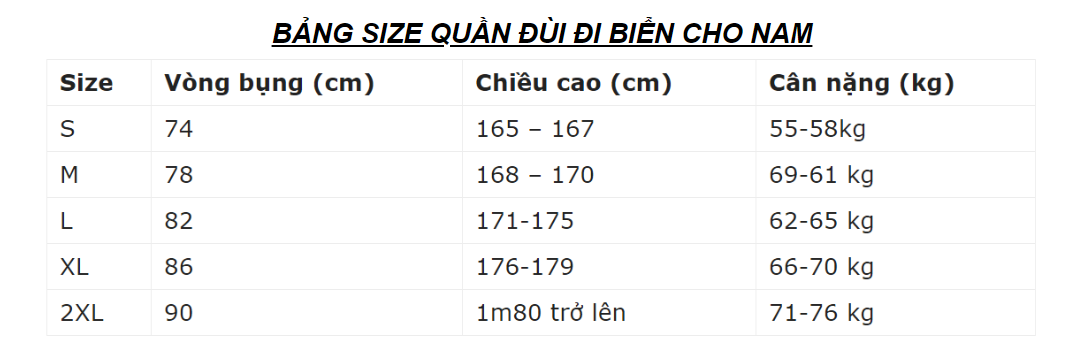 BẢNG SIZE QUẦN ĐÙI ĐI BIỂN CHO NAM
Size Vòng bụng (cm) Chiều cao (cm) Cân nặng (kg)
S 74 165 – 167 55-58kg
M 78 168 – 170 69-61 kg
L 82 171-175 62-65 kg
XL 86 176-179 66-70 kg
2XL 90 1m80 trở lên 71-76 kg